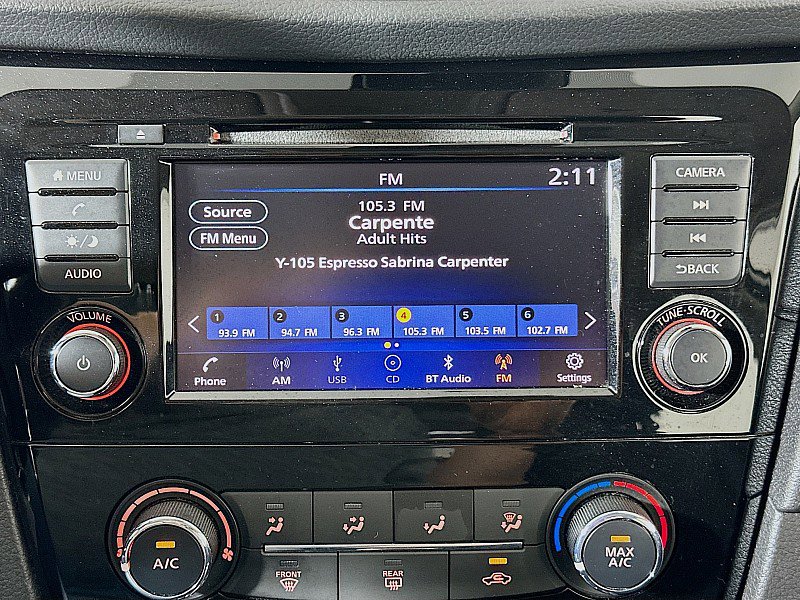 MENU
AUDIO
VOLUME
FM 2:11
Source
FM Menu
105.3 FM
Carpente
Adult Hits
Y-105 Espresso Sabrina Carpenter
1 2 3 4 5 6
93.9 FM 94.7 FM 96.3 FM 105.3 FM 103.5 FM 102.7 FM
Phone AM USB CD BT Audio FM Settings
CAMERA
BACK
TUNE·SCROLL
OK
A/C
FRONT
REAR
MAX
A/C